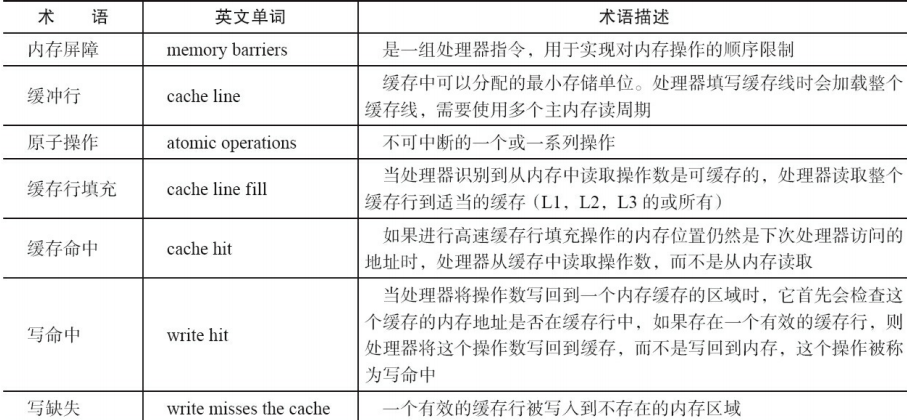 术 语 英文单词 术语描述
内存屏障 memory barriers 是一组处理器指令，用于实现对内存操作的顺序限制
缓冲行 cache line 缓存中可以分配的最小存储单位。处理器填写缓存线时会加载整个
缓存线，需要使用多个主内存读周期
原子操作 atomic operations 不可中断的一个或一系列操作
缓存行填充 cache line fill 当处理器识别到从内存中读取操作数是可缓存的，处理器读取整个
缓存行到适当的缓存（L1，L2，L3 的或所有）
缓存命中 cache hit 如果进行高速缓存行填充操作的内存位置仍然是下次处理器访问的
地址时，处理器从缓存中读取操作数，而不是从内存读取
写命中 write hit 当处理器将操作数写回到一个内存缓存的区域时，它首先会检查这
个缓存的内存地址是否在缓存行中，如果存在一个有效的缓存行，则
处理器将这个操作数写回到缓存，而不是写回到内存，这个操作被称
为写命中
写缺失 write misses the cache 一个有效的缓存行被写入到不存在的内存区域